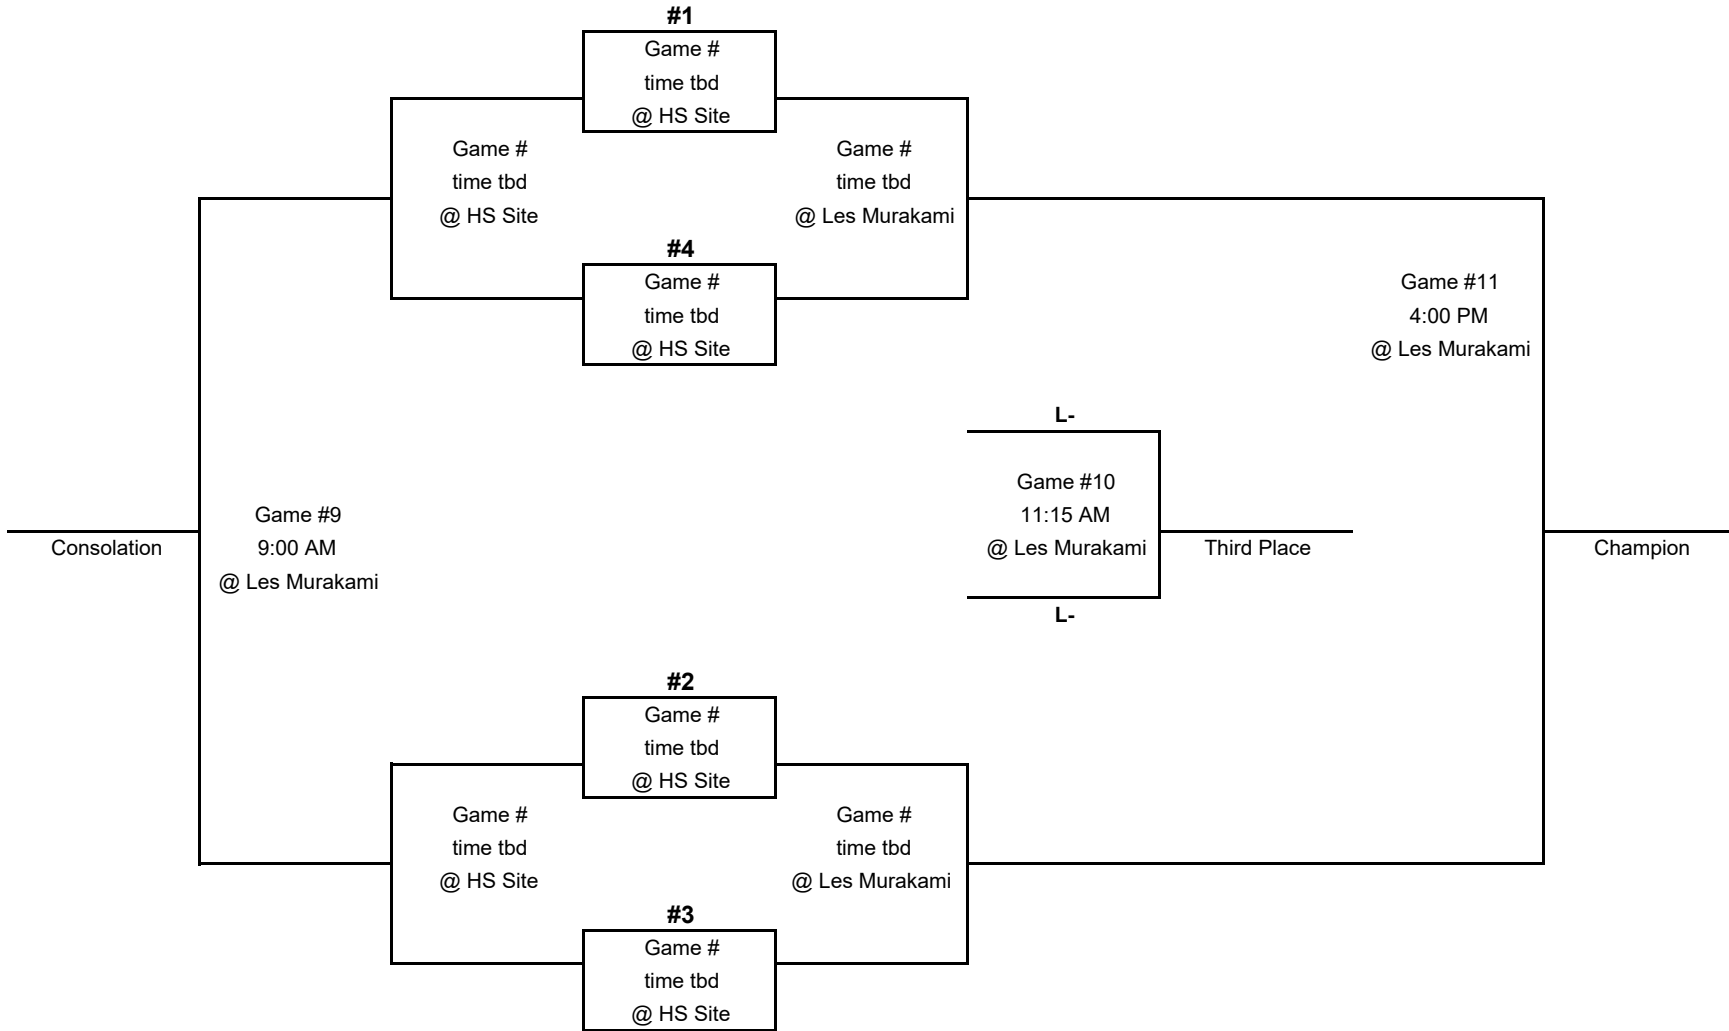 #1
Game #
time tbd
@ HS Site
Game #
time tbd
@ HS Site
Game #
time tbd
@ Les Murakami
#4
Game #
time tbd
@ HS Site
Game #11
4:00 PM
@ Les Murakami
L-
Game #10
11:15 AM
@ Les Murakami
L-
Third Place
Champion
Game #9
9:00 AM
@ Les Murakami
Consolation
#2
Game #
time tbd
@ HS Site
Game #
time tbd
@ HS Site
Game #
time tbd
@ Les Murakami
#3
Game #
time tbd
@ HS Site